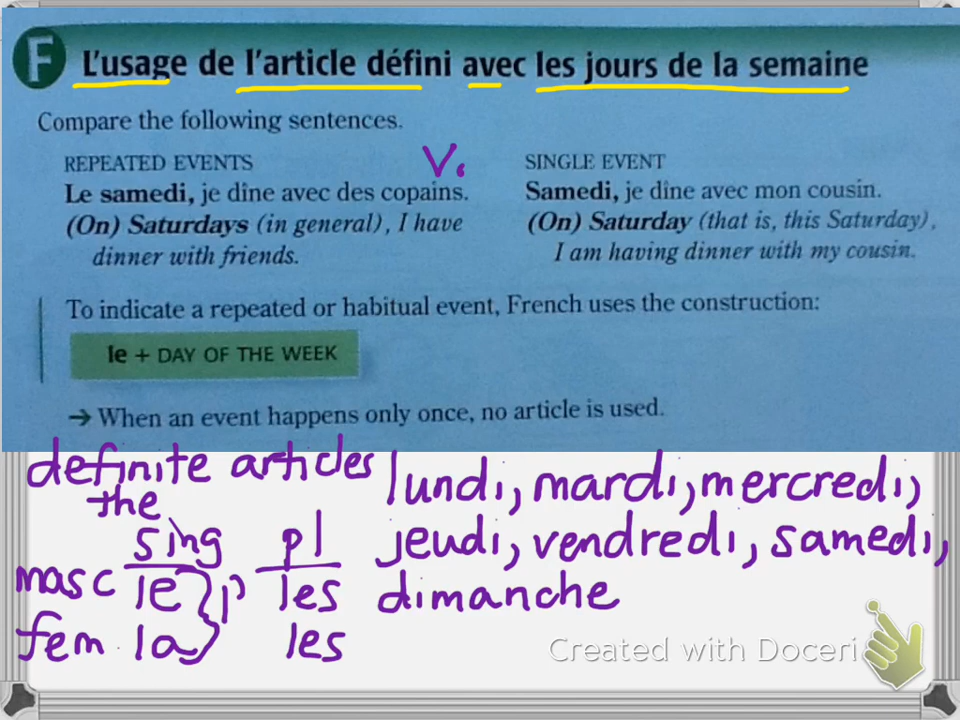 F L'usage de l'article défini avec les jours de la semaine
Compare the following sentences.
REPEATED EVENTS
Le samedi, je dîne avec des copains.
(On) Saturdays (in general), I have
dinner with friends.
V.
SINGLE EVENT
Samedi, je dîne avec mon cousin.
(On) Saturday (that is, this Saturday),
I am having dinner with my cousin.
To indicate a repeated or habitual event, French uses the construction:
le + DAY OF THE WEEK
→ When an event happens only once, no article is used.
definite articles
the
sing pl
masc le l' les
fem la les
lundi, mardi, mercredi,
jeudi, vendredi, samedi,
dimanche
Created with Doceri